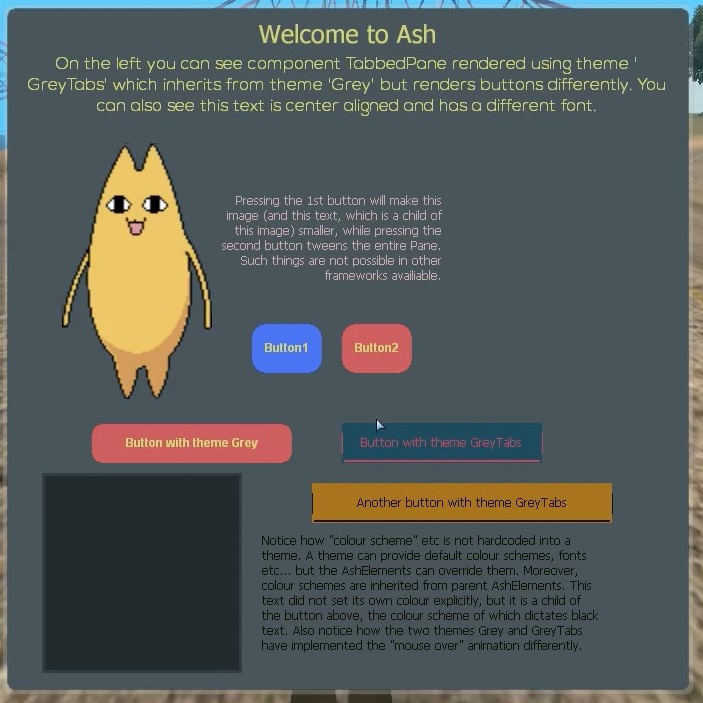 Welcome to Ash
On the left you can see component TabbedPane rendered using theme '
GreyTabs' which inherits from theme 'Grey' but renders buttons differently. You
can also see this text is center aligned and has a different font.
Pressing the 1st button will make this
image (and this text, which is a child of
this image) smaller, while pressing the
second button tweens the entire Pane.
Such things are not possible in other
frameworks availiable.
Button1
Button2
Button with theme Grey
Button with theme GreyTabs
Another button with theme GreyTabs
Notice how "colour scheme" etc is not hardcoded into a
theme. A theme can provide default colour schemes, fonts
etc... but the AshElements can override them. Moreover,
colour schemes are inherited from parent AshElements. This
text did not set its own colour explicitly, but it is a child of
the button above, the colour scheme of which dictates black
text. Also notice how the two themes Grey and GreyTabs
have implemented the "mouse over" animation differently.